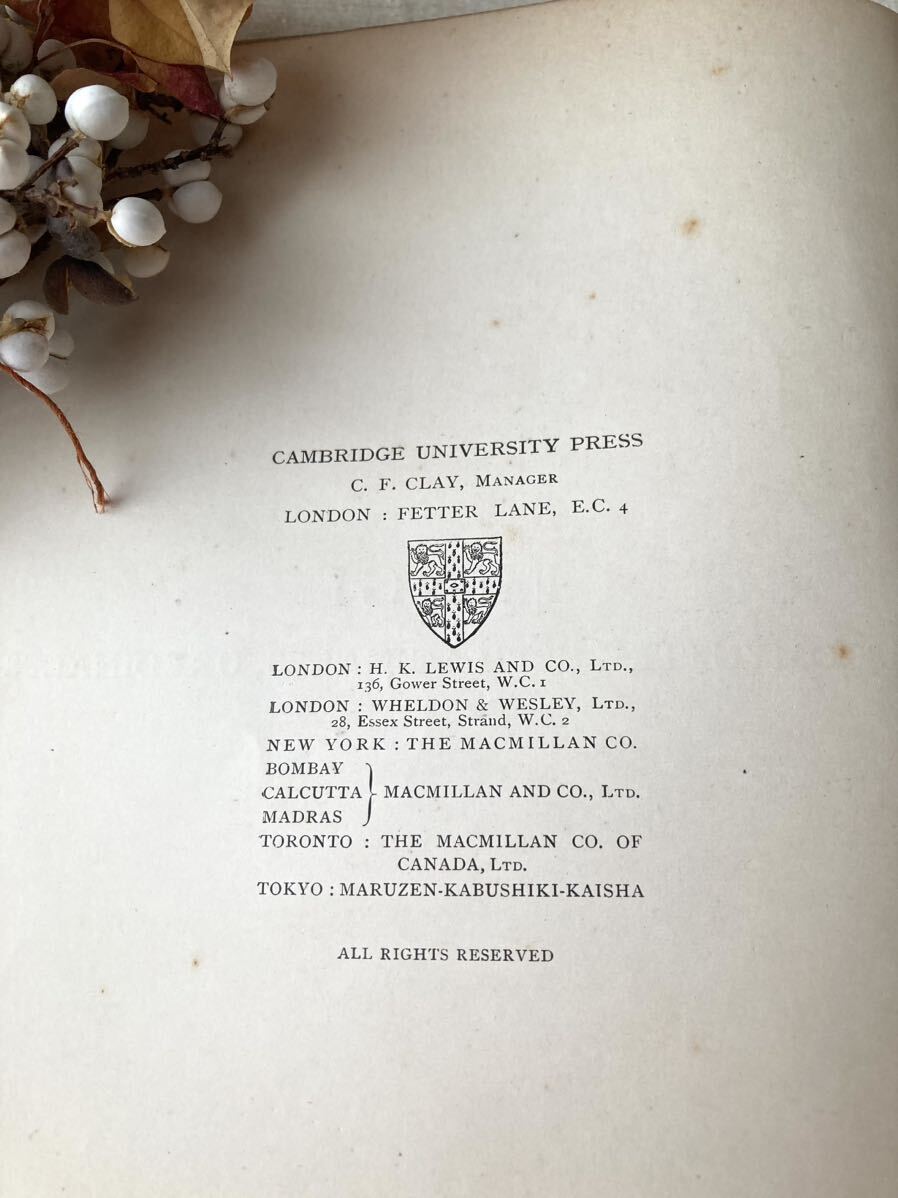 CAMBRIDGE UNIVERSITY PRESS
C. F. CLAY, MANAGER
LONDON : FETTER LANE, E.C. 4
LONDON : H. K. LEWIS AND CO., LTD.,
136, Gower Street, W.C. 1
LONDON : WHELDON & WESLEY, LTD.,
28, Essex Street, Strand, W.C. 2
NEW YORK : THE MACMILLAN CO.
BOMBAY
CALCUTTA } MACMILLAN AND CO., LTD.
MADRAS
TORONTO : THE MACMILLAN CO. OF
CANADA, LTD.
TOKYO : MARUZEN-KABUSHIKI-KAISHA
ALL RIGHTS RESERVED